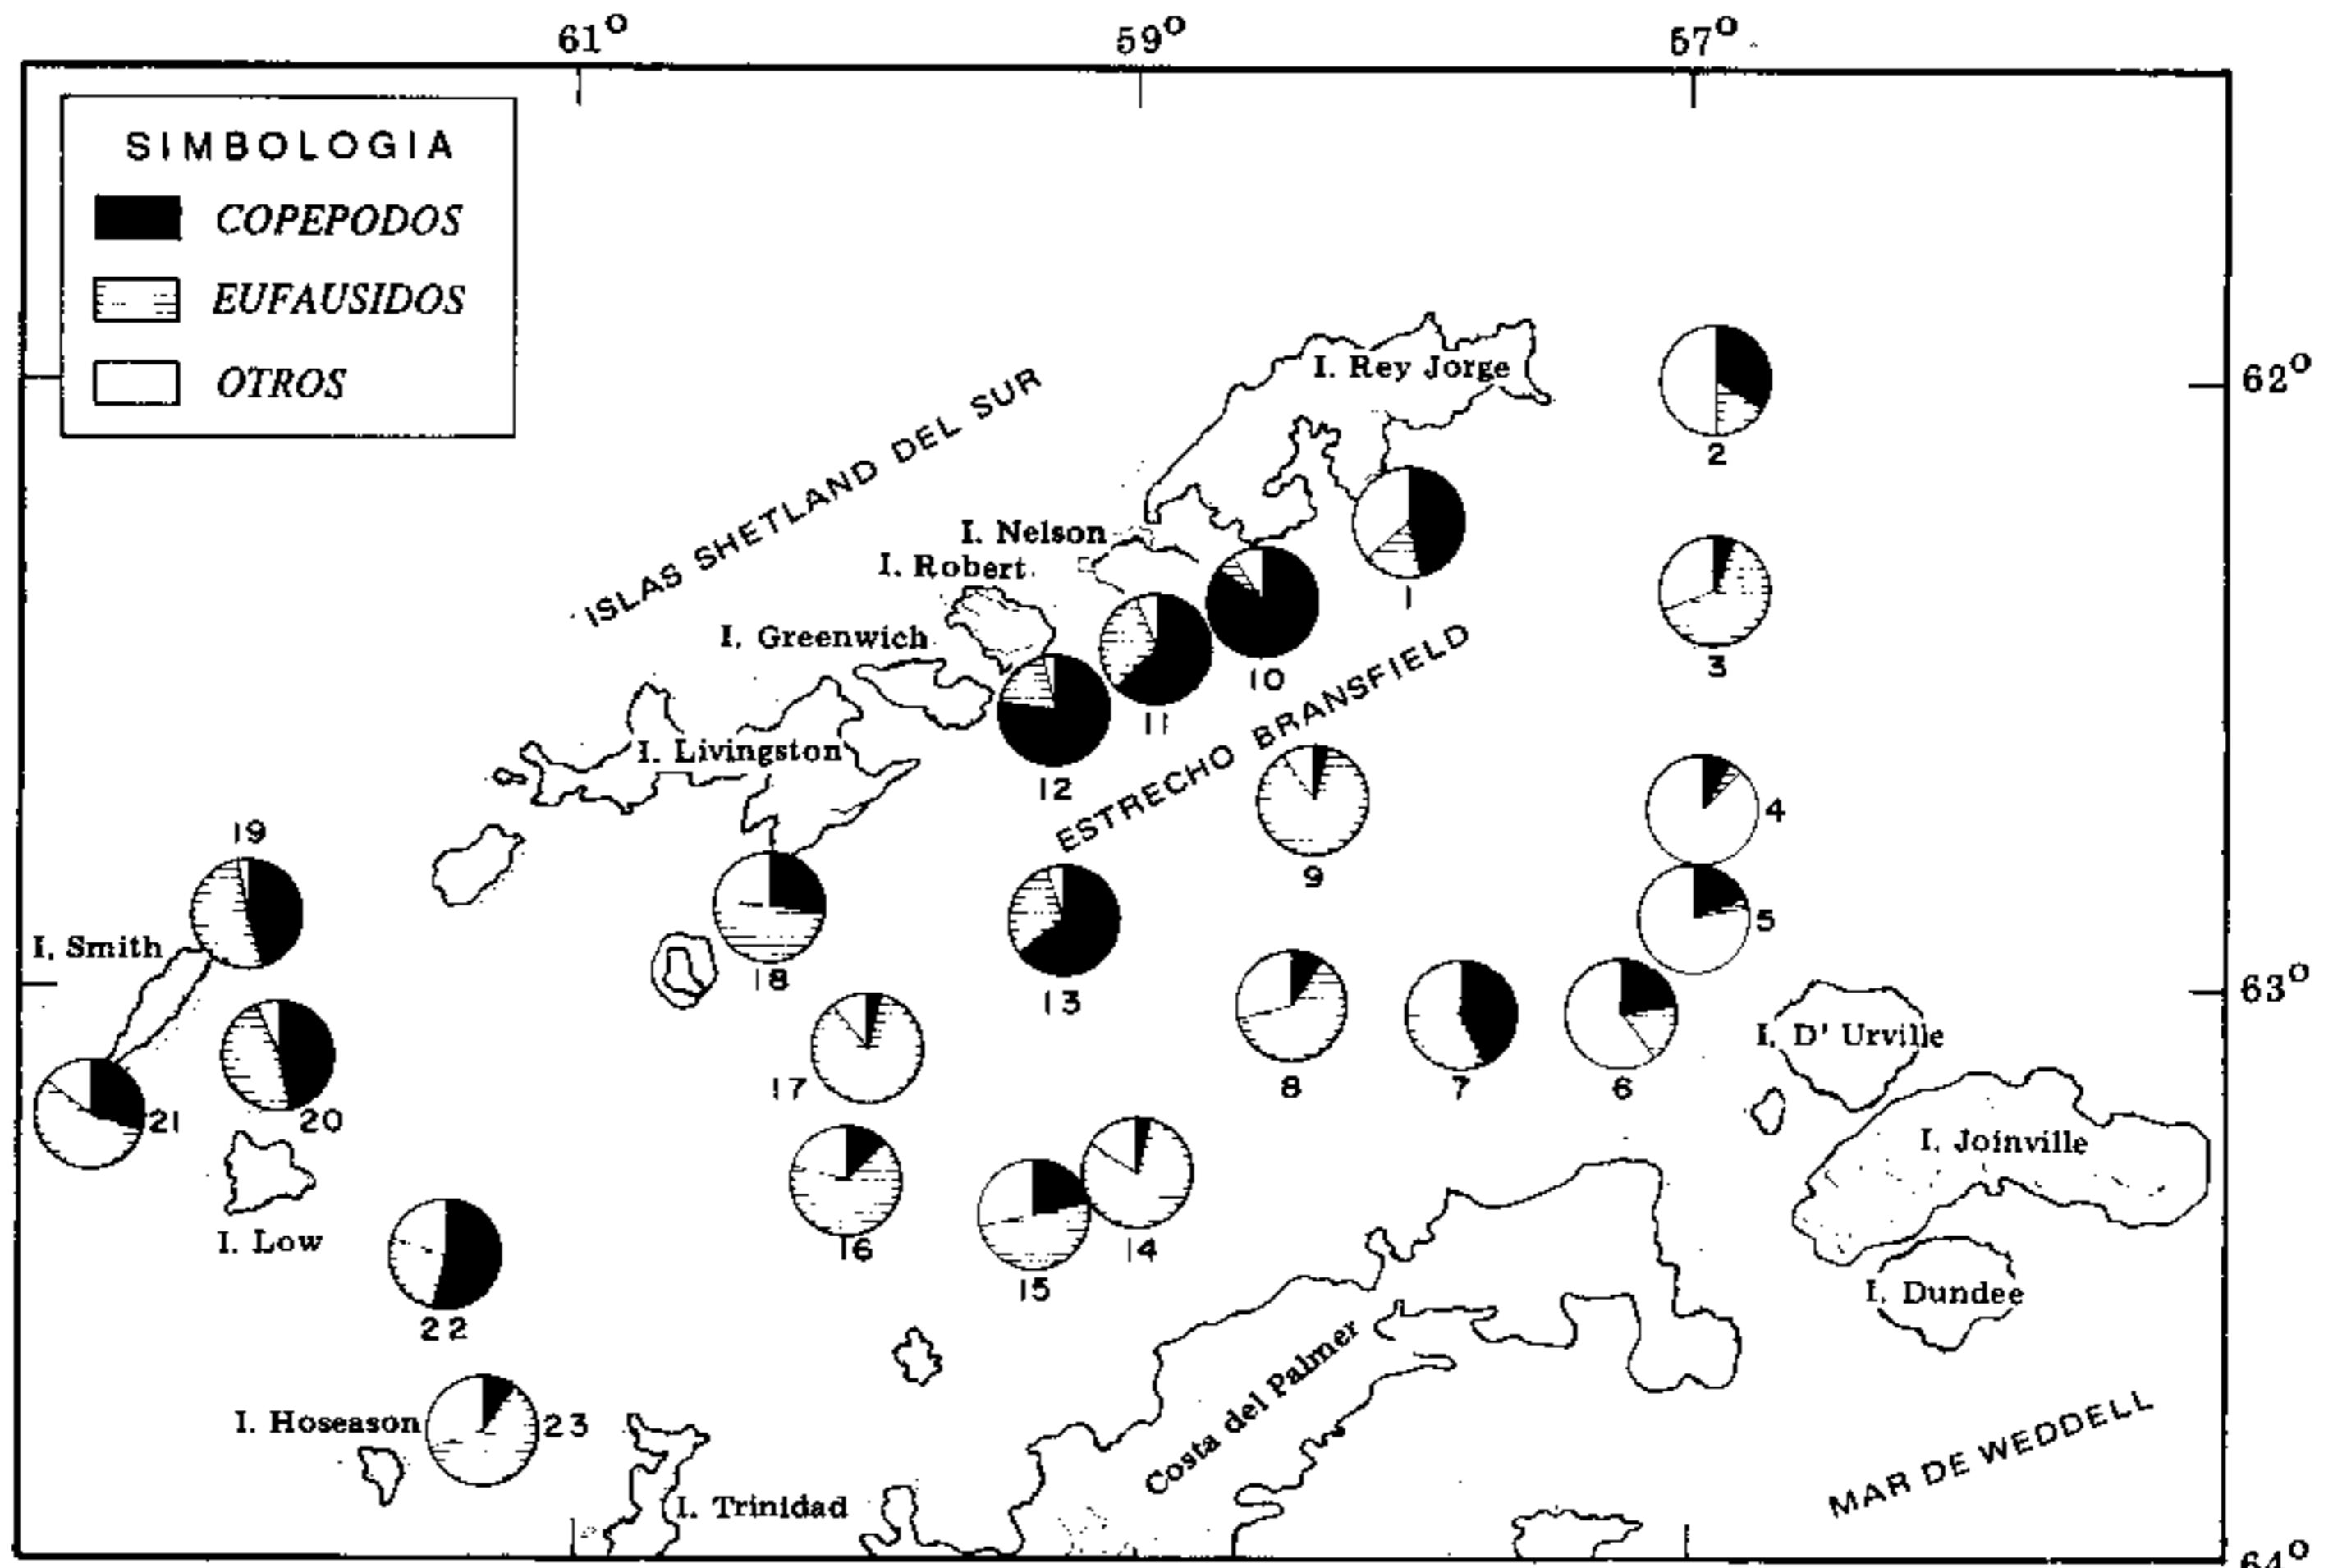 61° 59° 57°
SIMBOLOGIA
COPEPODOS
EUFAUSIDOS
OTROS
I. Rey Jorge
62°
ISLAS SHETLAND DEL SUR
2
I. Nelson
I. Robert
1
I. Greenwich
3
10
11
I. Livingston
12
ESTRECHO BRANSFIELD
4
19
9
5
I. Smith
18
13
63°
I. D' Urville
17
8
7
6
21
20
I. Joinville
I. Low
16
14
15
I. Dundee
22
Costa del Palmer
I. Hoseason
23
MAR DE WEDDELL
I. Trinidad
64°